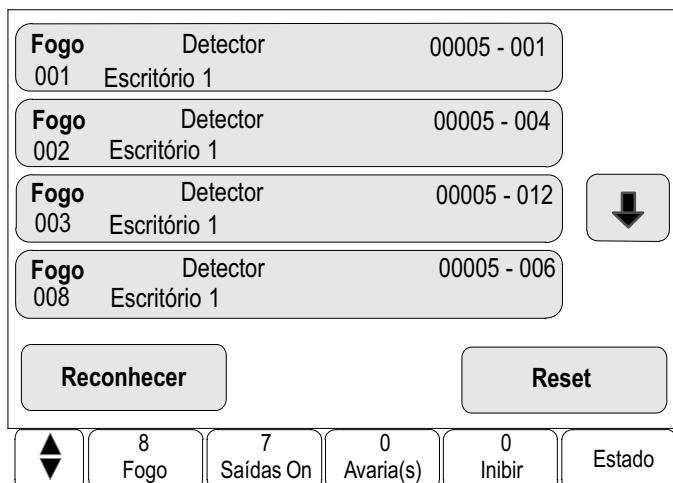 Fogo Detector 00005 - 001
001 Escritório 1
Fogo Detector 00005 - 004
002 Escritório 1
Fogo Detector 00005 - 012
003 Escritório 1
Fogo Detector 00005 - 006
008 Escritório 1
Reconhecer Reset
8 7 0 0
Fogo Saídas On Avaria(s) Inibir Estado